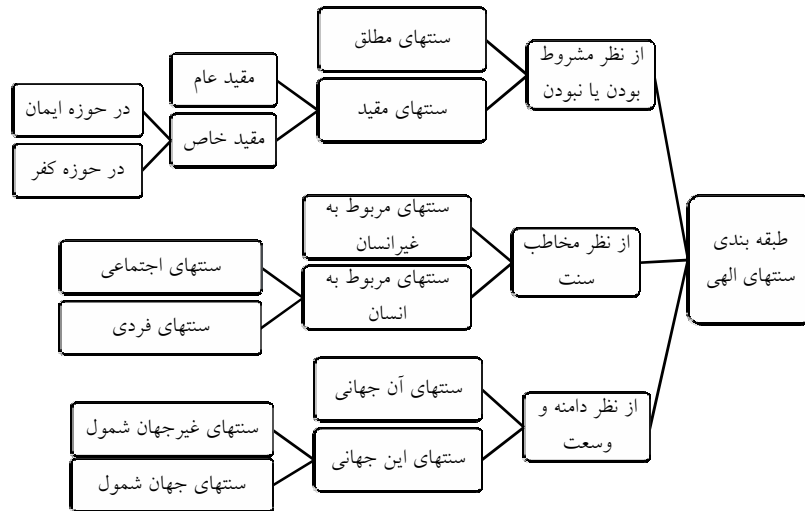 طبقه بندی
سنتهای الهی
از نظر مشروط
بودن یا نبودن
سنتهای مطلق
سنتهای مقید
مقید عام
مقید خاص
در حوزه ایمان
در حوزه کفر
از نظر مخاطب
سنت
سنتهای مربوط به
غیرانسان
سنتهای مربوط به
انسان
سنتهای اجتماعی
سنتهای فردی
از نظر دامنه و
وسعت
سنتهای آن جهانی
سنتهای این جهانی
سنتهای غیرجهان شمول
سنتهای جهان شمول